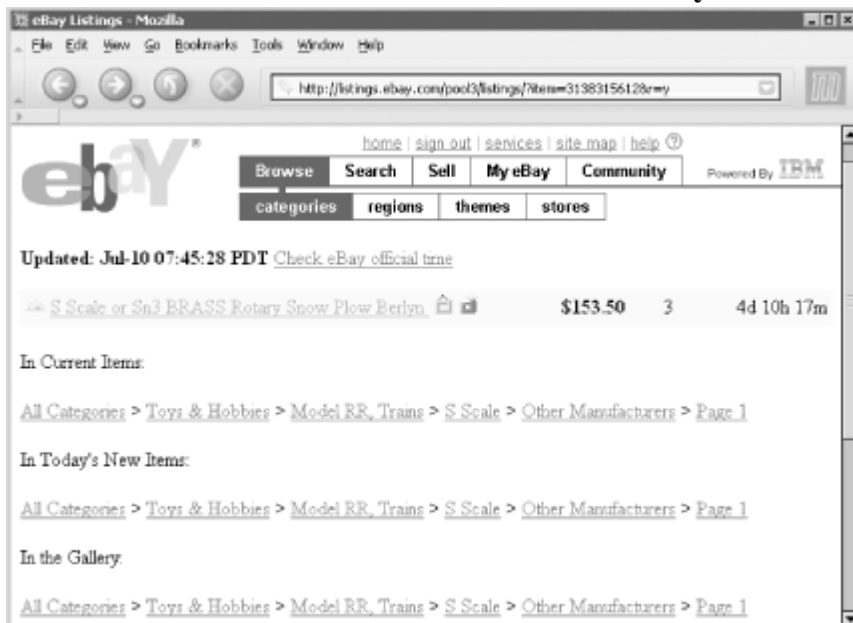 eBay Listings - Mozilla
File Edit View Go Bookmarks Tools Window Help
http://listings.ebay.com/pool3/listings/?item=3138315612&r=y
home | sign out | services | site map | help ?
ebaY®
Browse Search Sell My eBay Community Powered By IBM
categories regions themes stores
Updated: Jul-10 07:45:28 PDT Check eBay official time
S Scale or Sn3 BRASS Rotary Snow Plow Berlyn $153.50 3 4d 10h 17m
In Current Items:
All Categories > Toys & Hobbies > Model RR, Trains > S Scale > Other Manufacturers > Page 1
In Today's New Items:
All Categories > Toys & Hobbies > Model RR, Trains > S Scale > Other Manufacturers > Page 1
In the Gallery:
All Categories > Toys & Hobbies > Model RR, Trains > S Scale > Other Manufacturers > Page 1